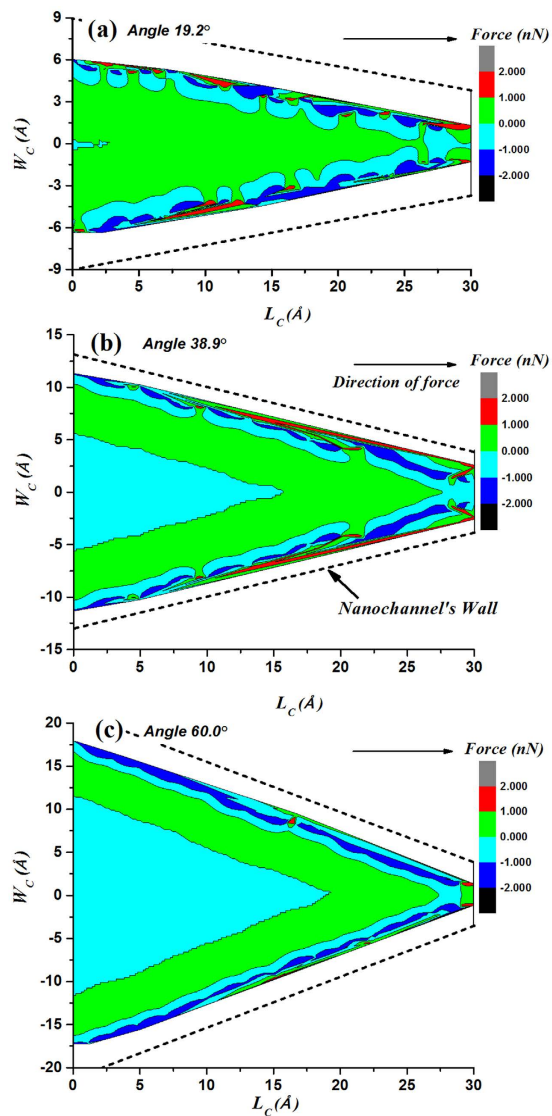 (a) Angle 19.2° Force (nN)
9
6
3
0
-3
-6
-9
W_C (Å)
2.000
1.000
0.000
-1.000
-2.000
0 5 10 15 20 25 30
L_C (Å)
(b) Angle 38.9° Force (nN)
Direction of force
15
10
5
0
-5
-10
-15
W_C (Å)
2.000
1.000
0.000
-1.000
-2.000
Nanochannel's Wall
0 5 10 15 20 25 30
L_C (Å)
(c) Angle 60.0° Force (nN)
20
15
10
5
0
-5
-10
-15
-20
W_C (Å)
2.000
1.000
0.000
-1.000
-2.000
0 5 10 15 20 25 30
L_C (Å)